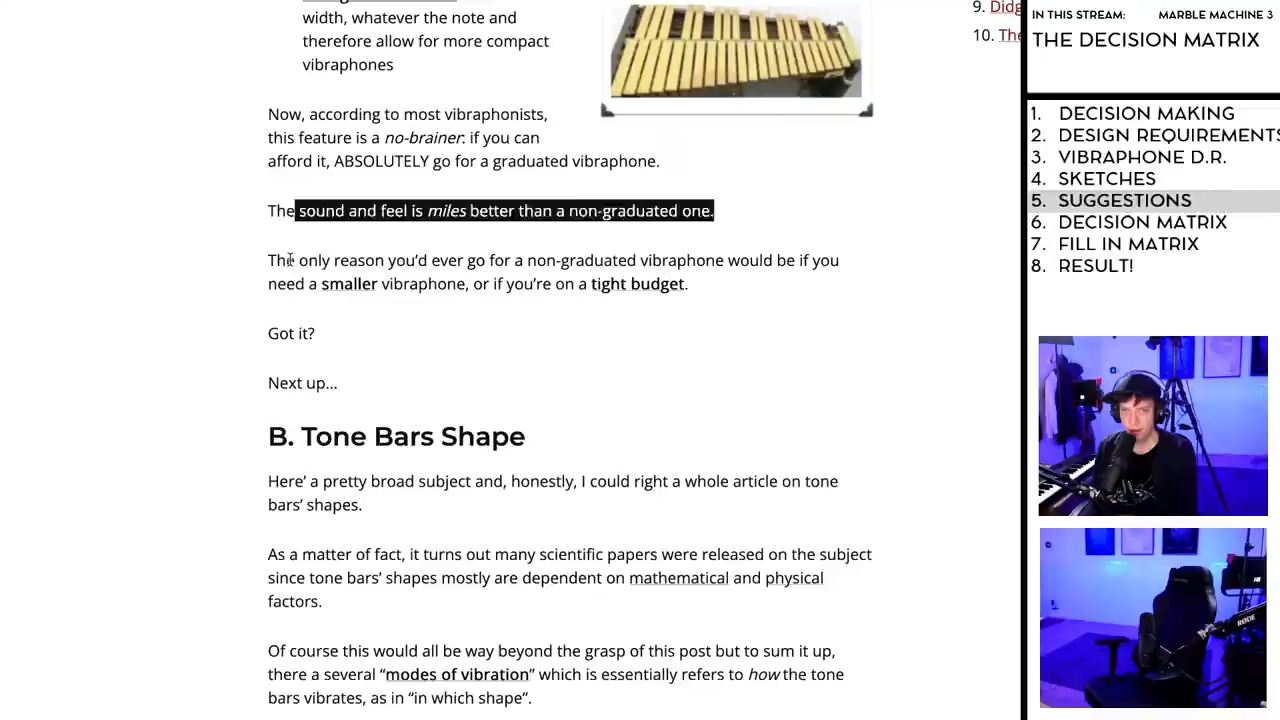 width, whatever the note and
therefore allow for more compact
vibraphones
Now, according to most vibraphonists,
this feature is a no-brainer: if you can
afford it, ABSOLUTELY go for a graduated vibraphone.
The sound and feel is miles better than a non-graduated one.
The only reason you’d ever go for a non-graduated vibraphone would be if you
need a smaller vibraphone, or if you’re on a tight budget.
Got it?
Next up...
B. Tone Bars Shape
Here’ a pretty broad subject and, honestly, I could right a whole article on tone
bars’ shapes.
As a matter of fact, it turns out many scientific papers were released on the subject
since tone bars’ shapes mostly are dependent on mathematical and physical
factors.
Of course this would all be way beyond the grasp of this post but to sum it up,
there a several “modes of vibration” which is essentially refers to how the tone
bars vibrates, as in “in which shape”.
9. Didg
10. The
IN THIS STREAM: MARBLE MACHINE 3
THE DECISION MATRIX
1. DECISION MAKING
2. DESIGN REQUIREMENTS
3. VIBRAPHONE D.R.
4. SKETCHES
5. SUGGESTIONS
6. DECISION MATRIX
7. FILL IN MATRIX
8. RESULT!
RODE